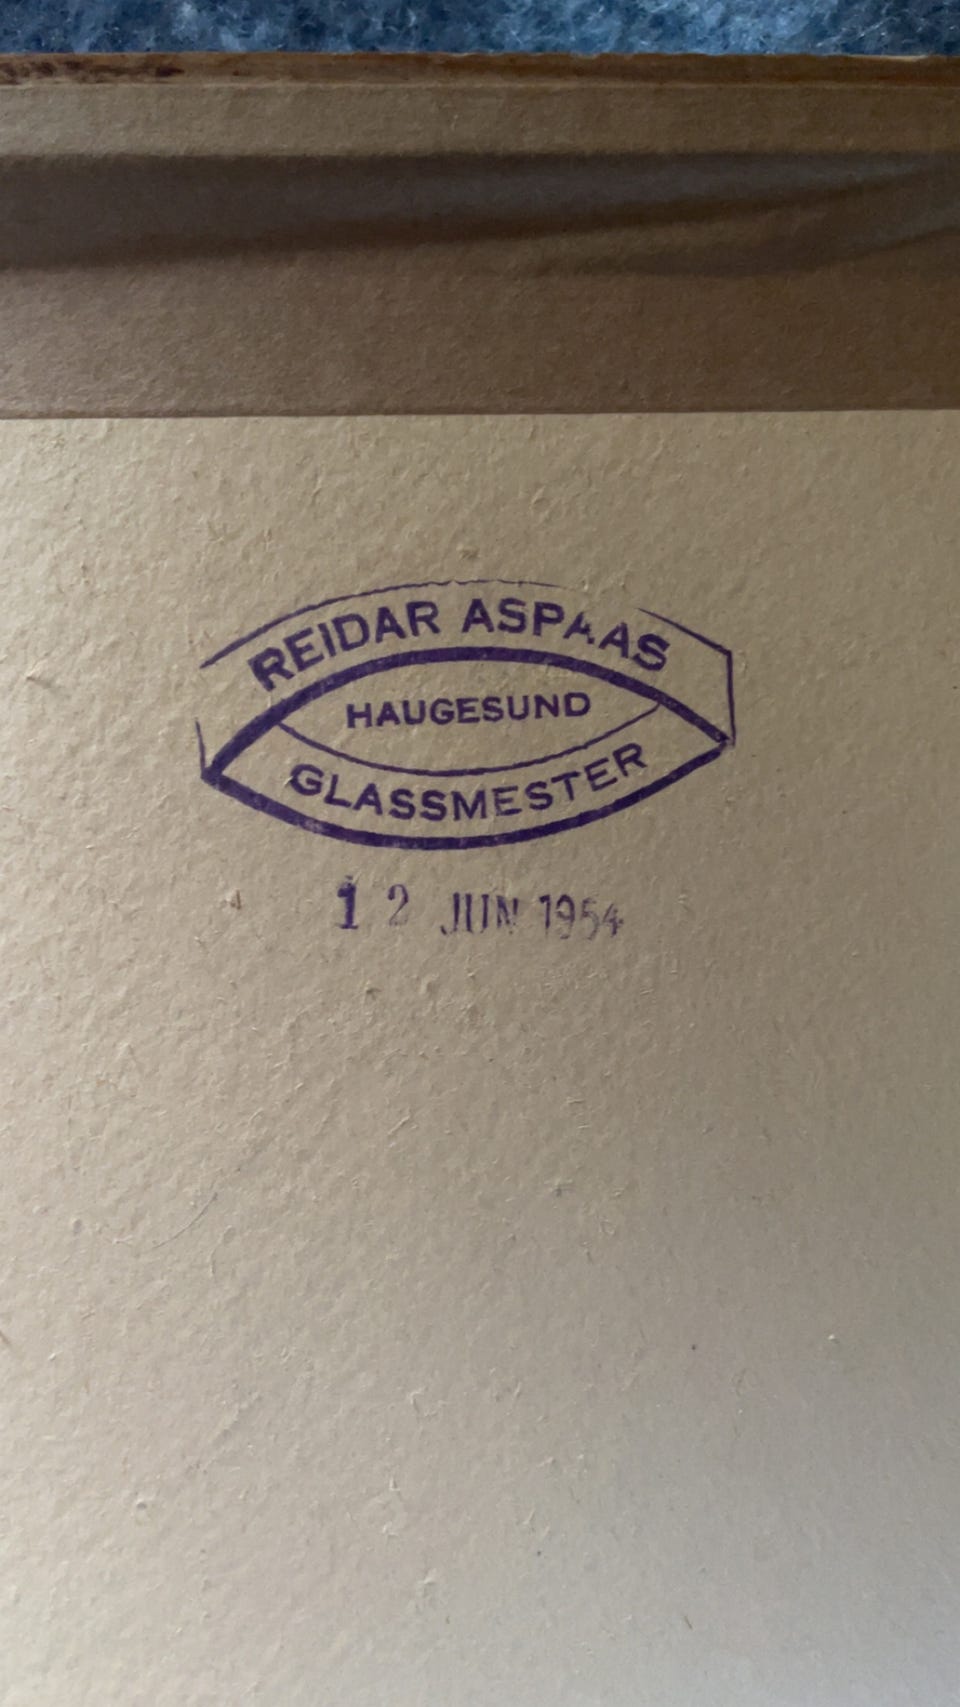 REIDAR ASPAAS
HAUGESUND
GLASSMESTER
12 JUN 1954